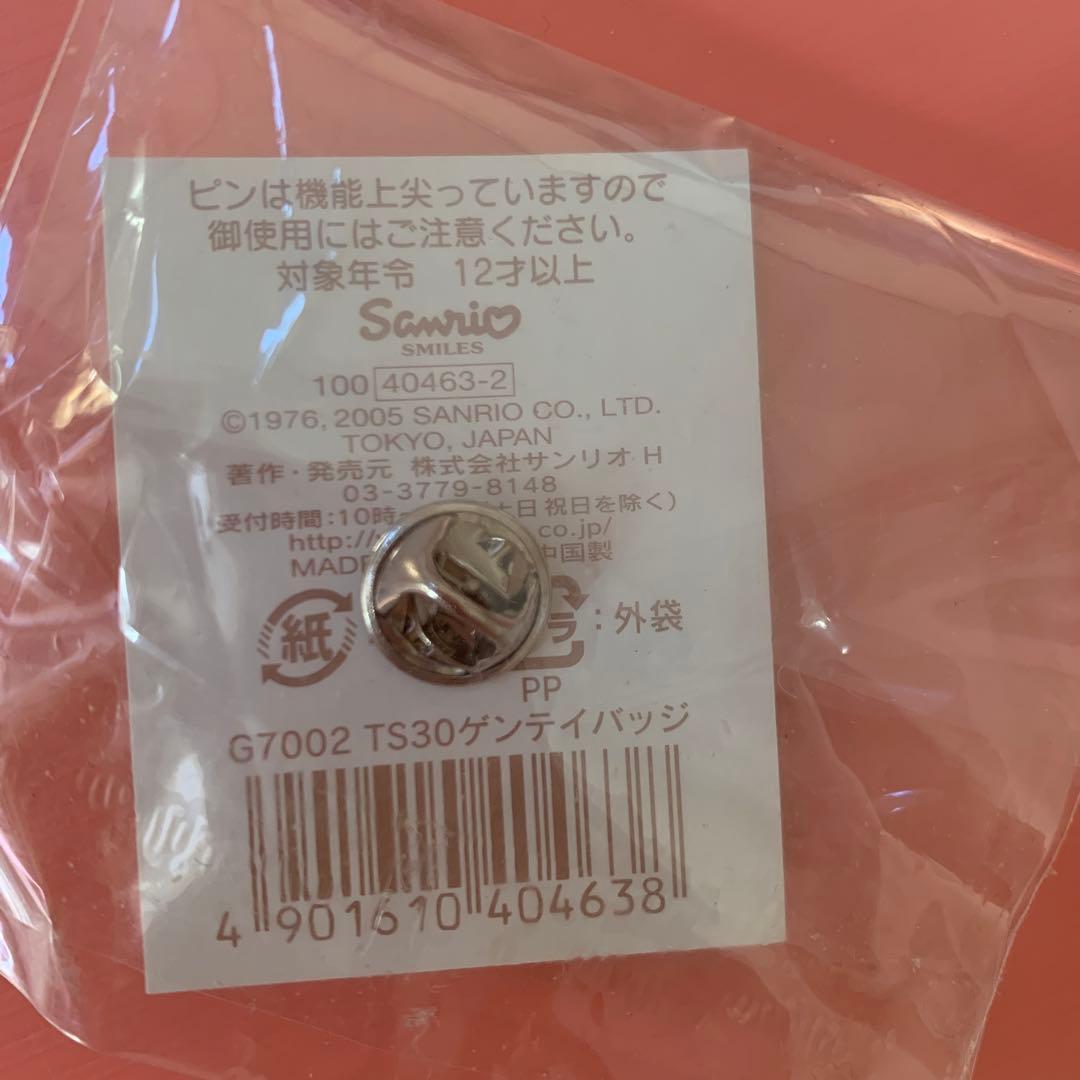 ピンは機能上尖っていますので
御使用にはご注意ください。
対象年令 12才以上
Sanrio
SMILES
100 40463-2
©1976, 2005 SANRIO CO., LTD.
TOKYO, JAPAN
著作・発売元 株式会社サンリオ H
03-3779-8148
受付時間:10時 土日祝日を除く)
http:// co.jp/
MADE 中国製
紙 プラ :外袋
PP
G7002 TS30ゲンテイバッジ
4 901610 404638